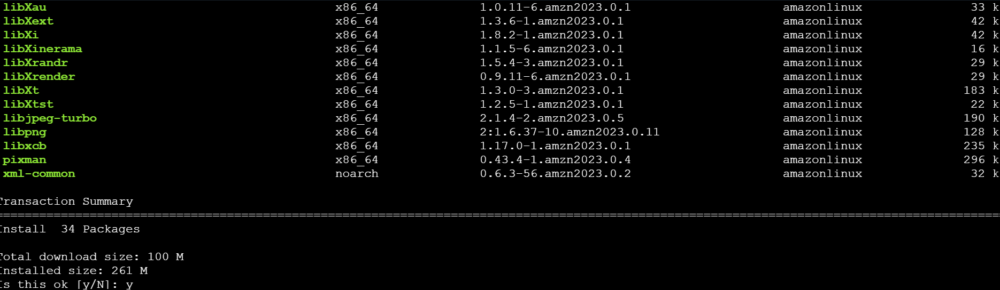 libXau x86_64 1.0.11-6.amzn2023.0.1 amazonlinux 33 k
libXext x86_64 1.3.6-1.amzn2023.0.1 amazonlinux 42 k
libXi x86_64 1.8.2-1.amzn2023.0.1 amazonlinux 42 k
libXinerama x86_64 1.1.5-6.amzn2023.0.1 amazonlinux 16 k
libXrandr x86_64 1.5.4-3.amzn2023.0.1 amazonlinux 29 k
libXrender x86_64 0.9.11-6.amzn2023.0.1 amazonlinux 29 k
libXt x86_64 1.3.0-3.amzn2023.0.1 amazonlinux 183 k
libXtst x86_64 1.2.5-1.amzn2023.0.1 amazonlinux 22 k
libjpeg-turbo x86_64 2.1.4-2.amzn2023.0.5 amazonlinux 190 k
libpng x86_64 2:1.6.37-10.amzn2023.0.11 amazonlinux 128 k
libxcb x86_64 1.17.0-1.amzn2023.0.1 amazonlinux 235 k
pixman x86_64 0.43.4-1.amzn2023.0.4 amazonlinux 296 k
xml-common noarch 0.6.3-56.amzn2023.0.2 amazonlinux 32 k
Transaction Summary
Install 34 Packages
Total download size: 100 M
Installed size: 261 M
Is this ok [y/N]: y